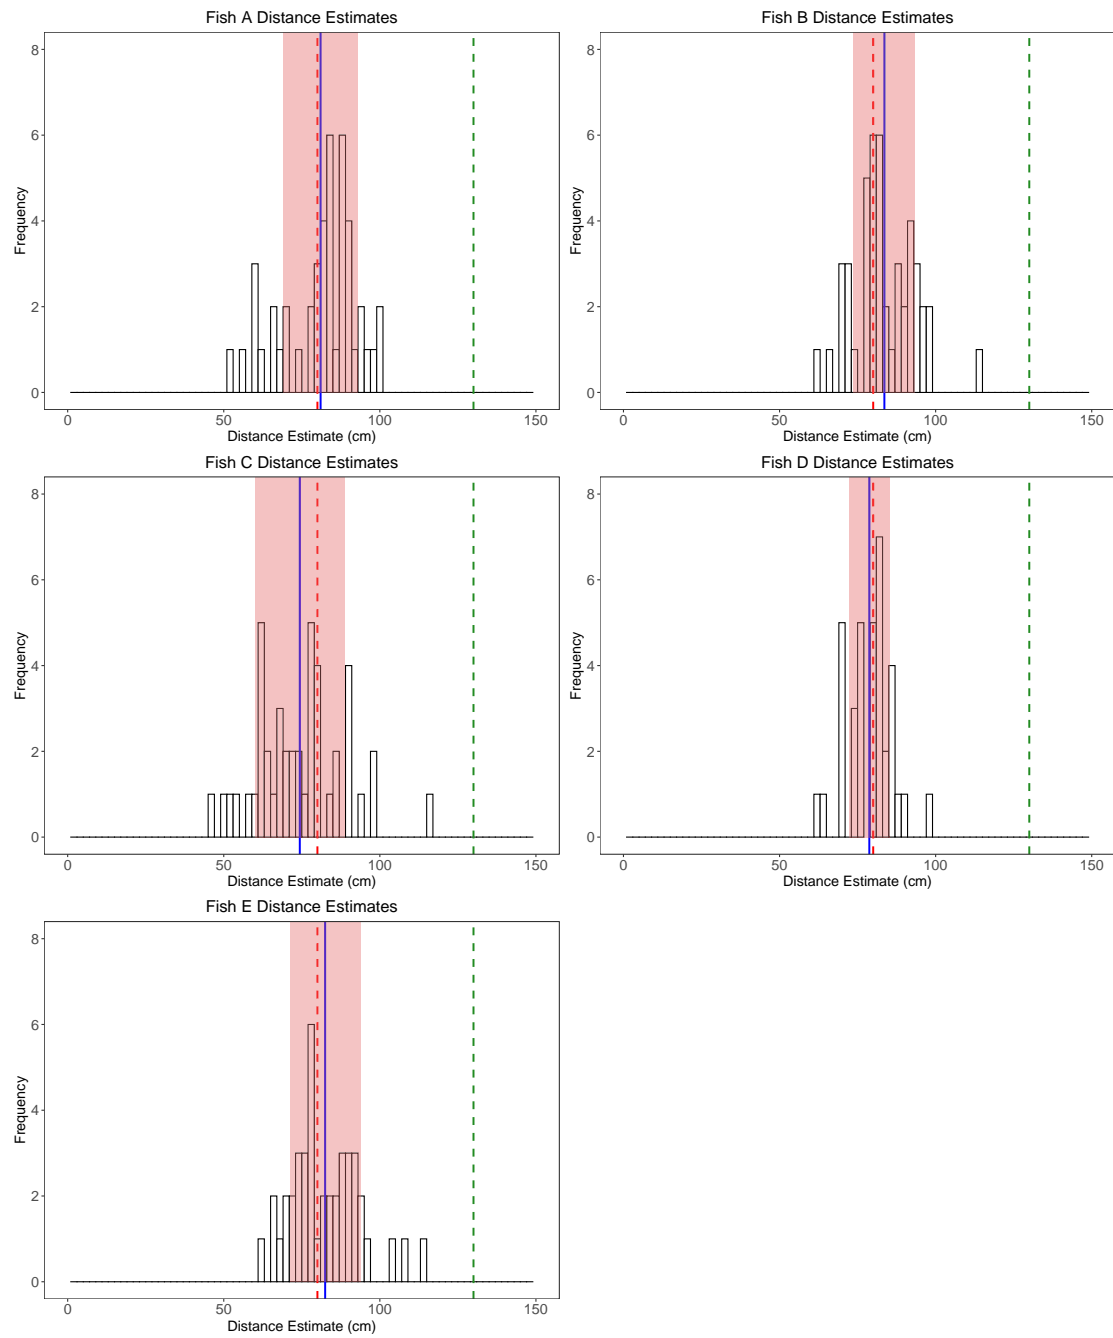 Fish A Distance Estimates
8
6
4
2
0
Frequency
0 50 100 150
Distance Estimate (cm)
Fish B Distance Estimates
8
6
4
2
0
Frequency
0 50 100 150
Distance Estimate (cm)
Fish C Distance Estimates
8
6
4
2
0
Frequency
0 50 100 150
Distance Estimate (cm)
Fish D Distance Estimates
8
6
4
2
0
Frequency
0 50 100 150
Distance Estimate (cm)
Fish E Distance Estimates
8
6
4
2
0
Frequency
0 50 100 150
Distance Estimate (cm)